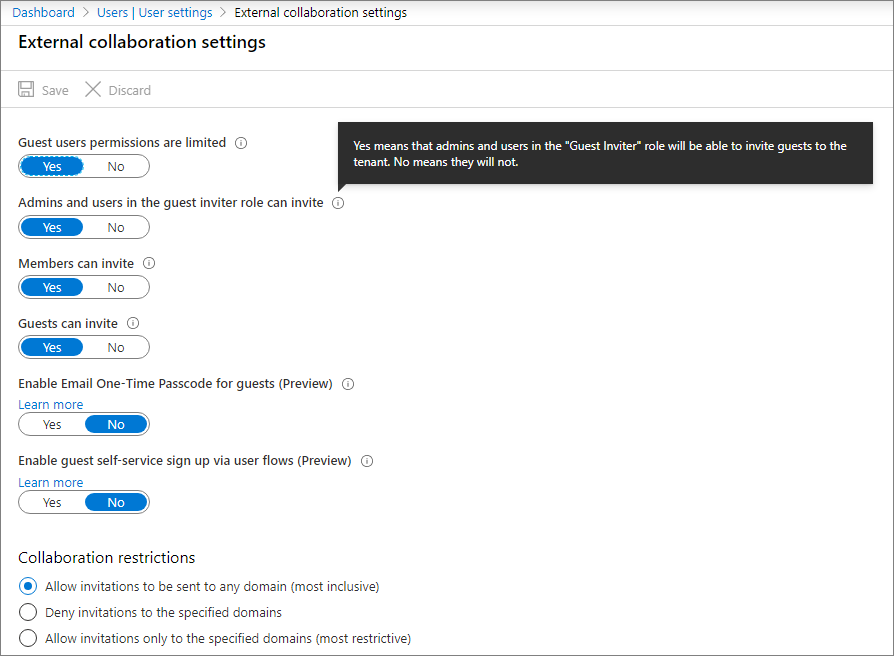 Dashboard > Users | User settings > External collaboration settings
External collaboration settings
Save Discard
Guest users permissions are limited
Yes No
Yes means that admins and users in the "Guest Inviter" role will be able to invite guests to the
tenant. No means they will not.
Admins and users in the guest inviter role can invite
Yes No
Members can invite
Yes No
Guests can invite
Yes No
Enable Email One-Time Passcode for guests (Preview)
Learn more
Yes No
Enable guest self-service sign up via user flows (Preview)
Learn more
Yes No
Collaboration restrictions
Allow invitations to be sent to any domain (most inclusive)
Deny invitations to the specified domains
Allow invitations only to the specified domains (most restrictive)